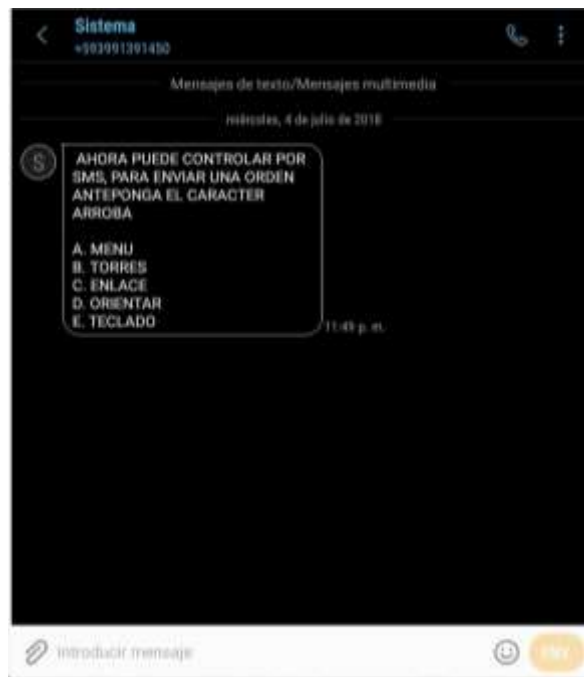 Sistema
+593991391450
Mensajes de texto/Mensajes multimedia
miércoles, 4 de julio de 2018
S
AHORA PUEDE CONTROLAR POR
SMS, PARA ENVIAR UNA ORDEN
ANTEPONGA EL CARACTER
ARROBA
A. MENU
B. TORRES
C. ENLACE
D. ORIENTAR
E. TECLADO
11:49 p. m.
Introducir mensaje